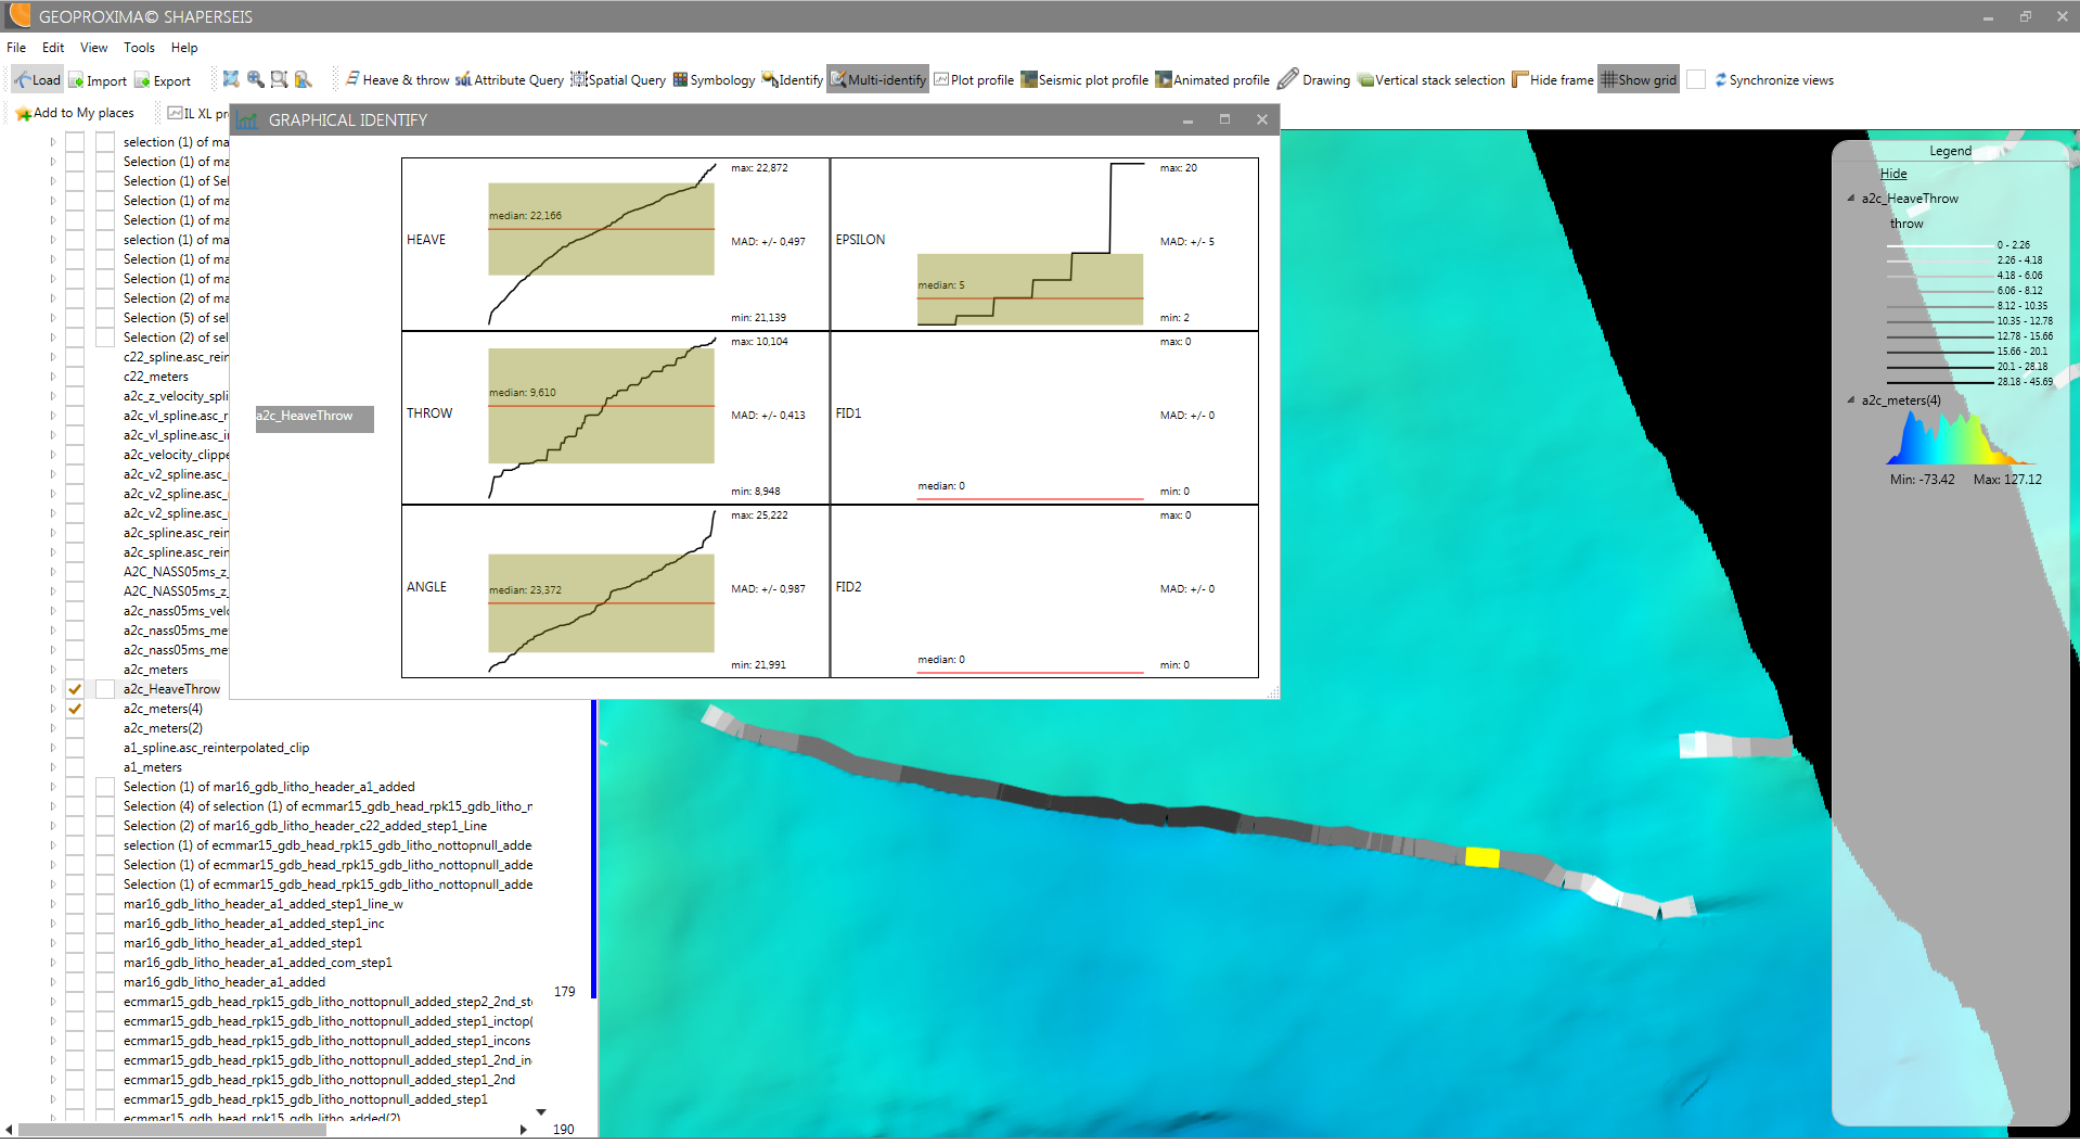 GEOPROXIMA© SHAPERSEIS
File Edit View Tools Help
Load Import Export Heave & throw Attribute Query Spatial Query Symbology Identify Multi-identify Plot profile Seismic plot profile Animated profile Drawing Vertical stack selection Hide frame Show grid Synchronize views
Add to My places IL XL pr
GRAPHICAL IDENTIFY
HEAVE
max: 22,872
median: 22,166
MAD: +/- 0,497
min: 21,139
EPSILON
max: 20
median: 5
MAD: +/- 5
min: 2
a2c_HeaveThrow
THROW
max: 10,104
median: 9,610
MAD: +/- 0,413
min: 8,948
FID1
max: 0
MAD: +/- 0
median: 0
min: 0
ANGLE
max: 25,222
median: 23,372
MAD: +/- 0,987
min: 21,991
FID2
max: 0
MAD: +/- 0
median: 0
min: 0
selection (1) of ma
Selection (1) of ma
Selection (1) of Sel
Selection (1) of ma
Selection (1) of ma
selection (1) of ma
Selection (1) of ma
Selection (1) of ma
Selection (2) of ma
Selection (5) of sel
Selection (2) of sel
c22_spline.asc_rein
c22_meters
a2c_z_velocity_spli
a2c_vl_spline.asc_r
a2c_vl_spline.asc_i
a2c_velocity_clippe
a2c_v2_spline.asc_
a2c_v2_spline.asc_
a2c_v2_spline.asc_
a2c_spline.asc_rein
a2c_spline.asc_rein
A2C_NASS05ms_z_
A2C_NASS05ms_z_
a2c_nass05ms_velo
a2c_nass05ms_me
a2c_nass05ms_me
a2c_meters
a2c_HeaveThrow
a2c_meters(4)
a2c_meters(2)
a1_spline.asc_reinterpolated_clip
a1_meters
Selection (1) of mar16_gdb_litho_header_a1_added
Selection (4) of selection (1) of ecmmar15_gdb_head_rpk15_gdb_litho_n
Selection (2) of mar16_gdb_litho_header_c22_added_step1_Line
selection (1) of ecmmar15_gdb_head_rpk15_gdb_litho_nottopnull_adde
Selection (1) of ecmmar15_gdb_head_rpk15_gdb_litho_nottopnull_adde
Selection (1) of ecmmar15_gdb_head_rpk15_gdb_litho_nottopnull_adde
mar16_gdb_litho_header_a1_added_step1_line_w
mar16_gdb_litho_header_a1_added_step1_inc
mar16_gdb_litho_header_a1_added_step1
mar16_gdb_litho_header_a1_added_com_step1
mar16_gdb_litho_header_a1_added
ecmmar15_gdb_head_rpk15_gdb_litho_nottopnull_added_step2_2nd_st
ecmmar15_gdb_head_rpk15_gdb_litho_nottopnull_added_step1_inctop(
ecmmar15_gdb_head_rpk15_gdb_litho_nottopnull_added_step1_incons
ecmmar15_gdb_head_rpk15_gdb_litho_nottopnull_added_step1_2nd_in
ecmmar15_gdb_head_rpk15_gdb_litho_nottopnull_added_step1_2nd
ecmmar15_gdb_head_rpk15_gdb_litho_nottopnull_added_step1
ecmmar15_gdb_head_rpk15_gdb_litho_added(2)
179
190
Legend
Hide
a2c_HeaveThrow
throw
0 - 2.26
2.26 - 4.18
4.18 - 6.06
6.06 - 8.12
8.12 - 10.35
10.35 - 12.78
12.78 - 15.66
15.66 - 20.1
20.1 - 28.18
28.18 - 45.69
a2c_meters(4)
Min: -73.42 Max: 127.12